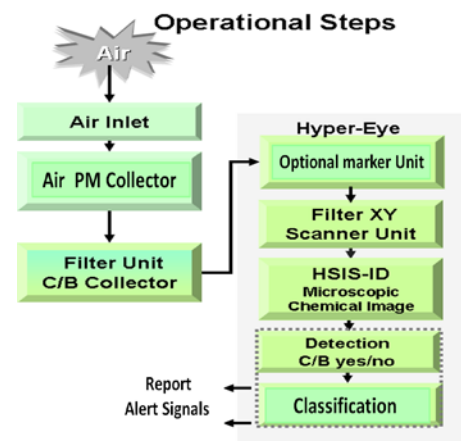 Operational Steps
Air
Air Inlet
Air PM Collector
Filter Unit
C/B Collector
Hyper-Eye
Optional marker Unit
Filter XY
Scanner Unit
HSIS-ID
Microscopic
Chemical Image
Detection
C/B yes/no
Classification
Report
Alert Signals